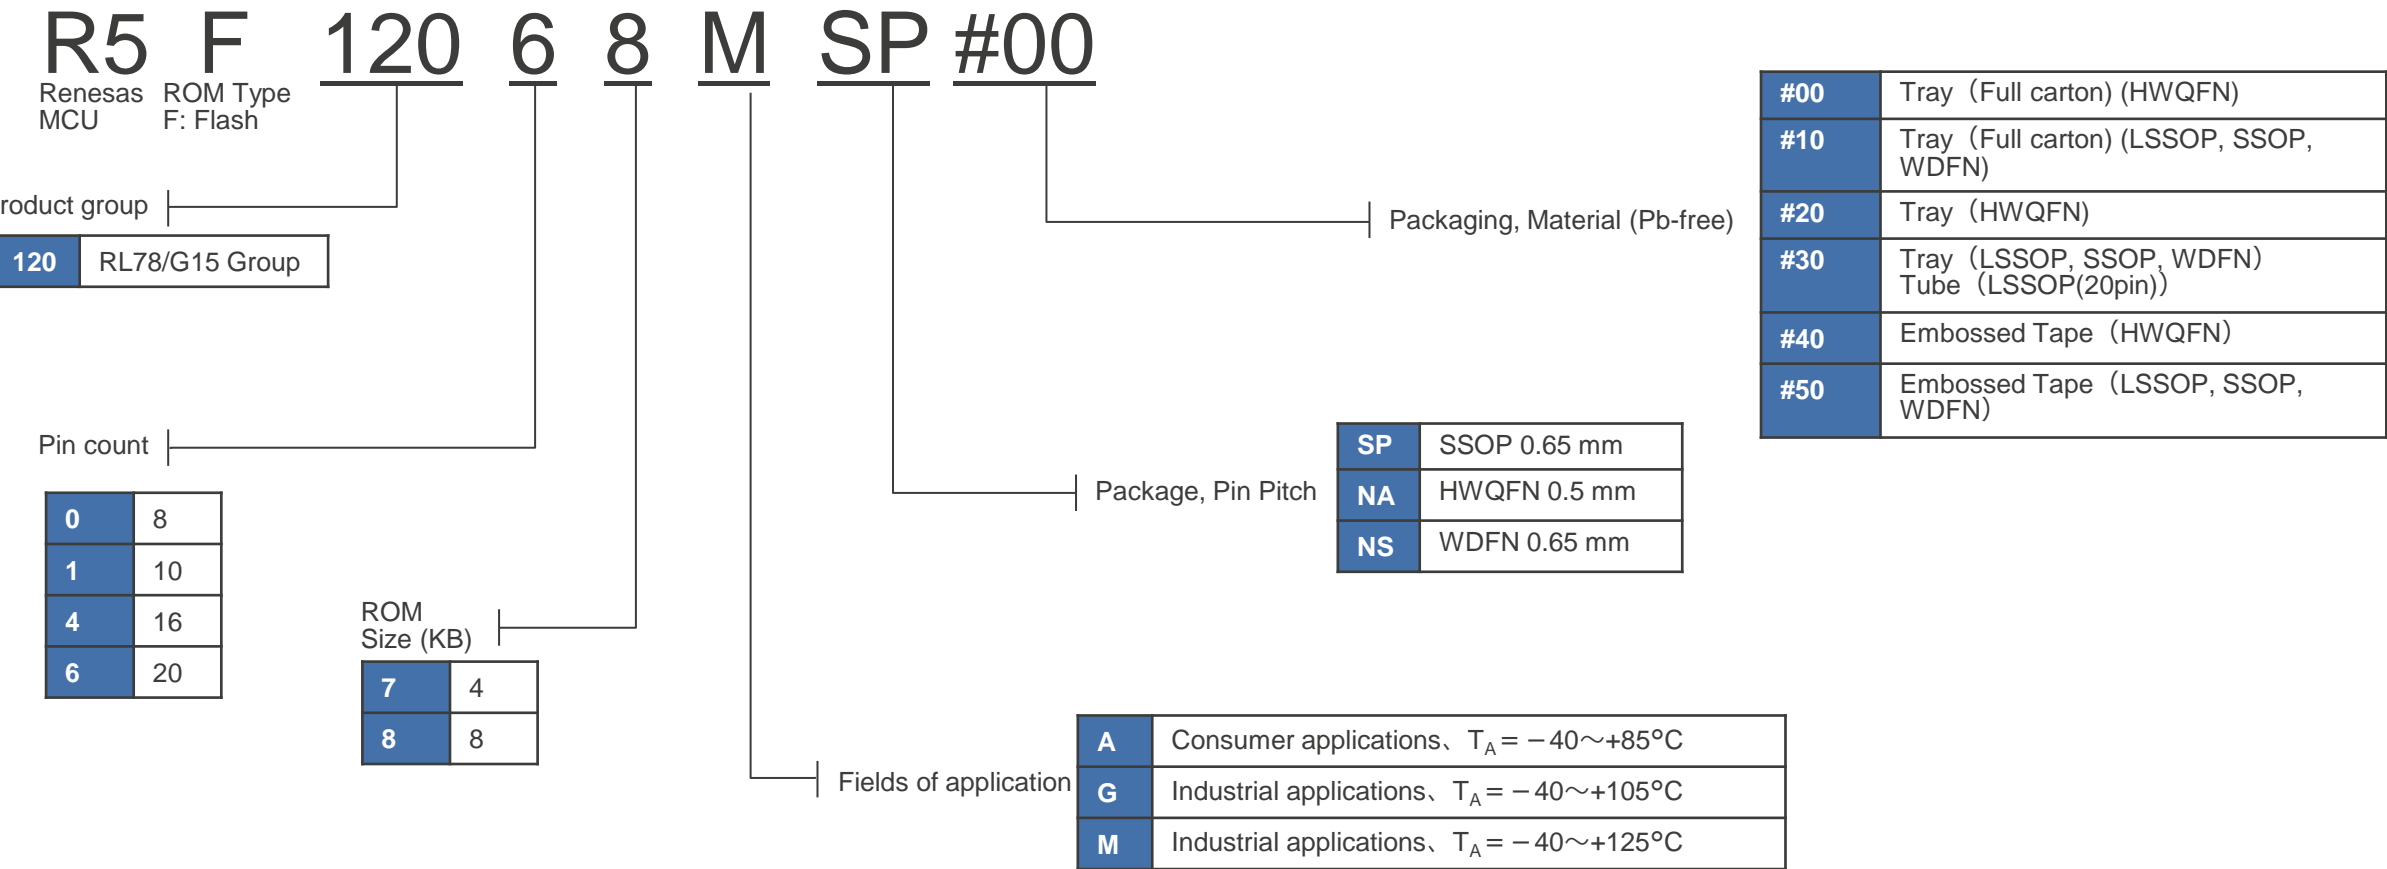 R5 F 120 6 8 M SP #00
Renesas MCU
ROM Type
F: Flash
roduct group
120 RL78/G15 Group
Pin count
0 8
1 10
4 16
6 20
ROM
Size (KB)
7 4
8 8
Fields of application
A Consumer applications、TA＝－40～+85°C
G Industrial applications、TA＝－40～+105°C
M Industrial applications、TA＝－40～+125°C
Package, Pin Pitch
SP SSOP 0.65 mm
NA HWQFN 0.5 mm
NS WDFN 0.65 mm
Packaging, Material (Pb-free)
#00 Tray（Full carton) (HWQFN)
#10 Tray（Full carton) (LSSOP, SSOP,
WDFN)
#20 Tray（HWQFN)
#30 Tray（LSSOP, SSOP, WDFN）
Tube（LSSOP(20pin)）
#40 Embossed Tape（HWQFN）
#50 Embossed Tape（LSSOP, SSOP,
WDFN）